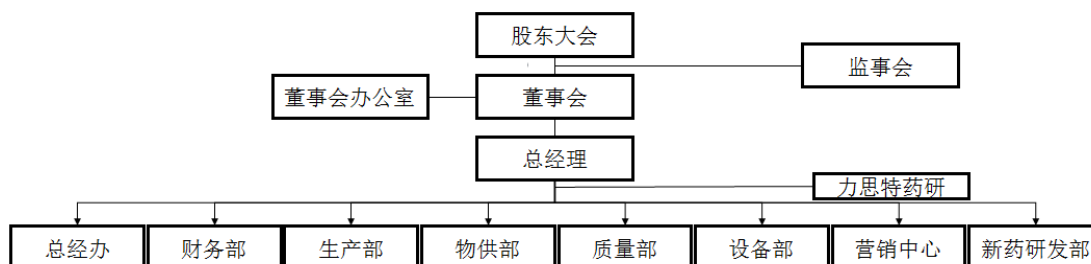 股东大会
监事会
董事会办公室
董事会
总经理
力思特药研
总经办
财务部
生产部
物供部
质量部
设备部
营销中心
新药研发部